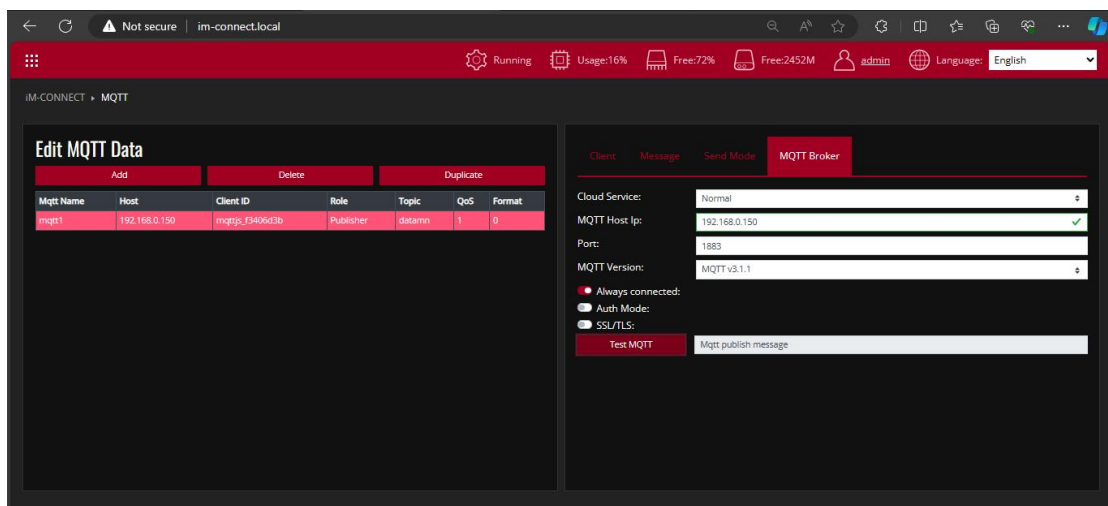 Not secure | im-connect.local
Running Usage:16% Free:72% Free:2452M admin Language: English
iM-CONNECT ▸ MQTT
Edit MQTT Data
Add Delete Duplicate
Mqtt Name Host Client ID Role Topic QoS Format
mqtt1 192.168.0.150 mqttjs_f3406d3b Publisher datamn 1 0
Client Message Send Mode MQTT Broker
Cloud Service: Normal
MQTT Host Ip: 192.168.0.150
Port: 1883
MQTT Version: MQTT v3.1.1
Always connected:
Auth Mode:
SSL/TLS:
Test MQTT Mqtt publish message